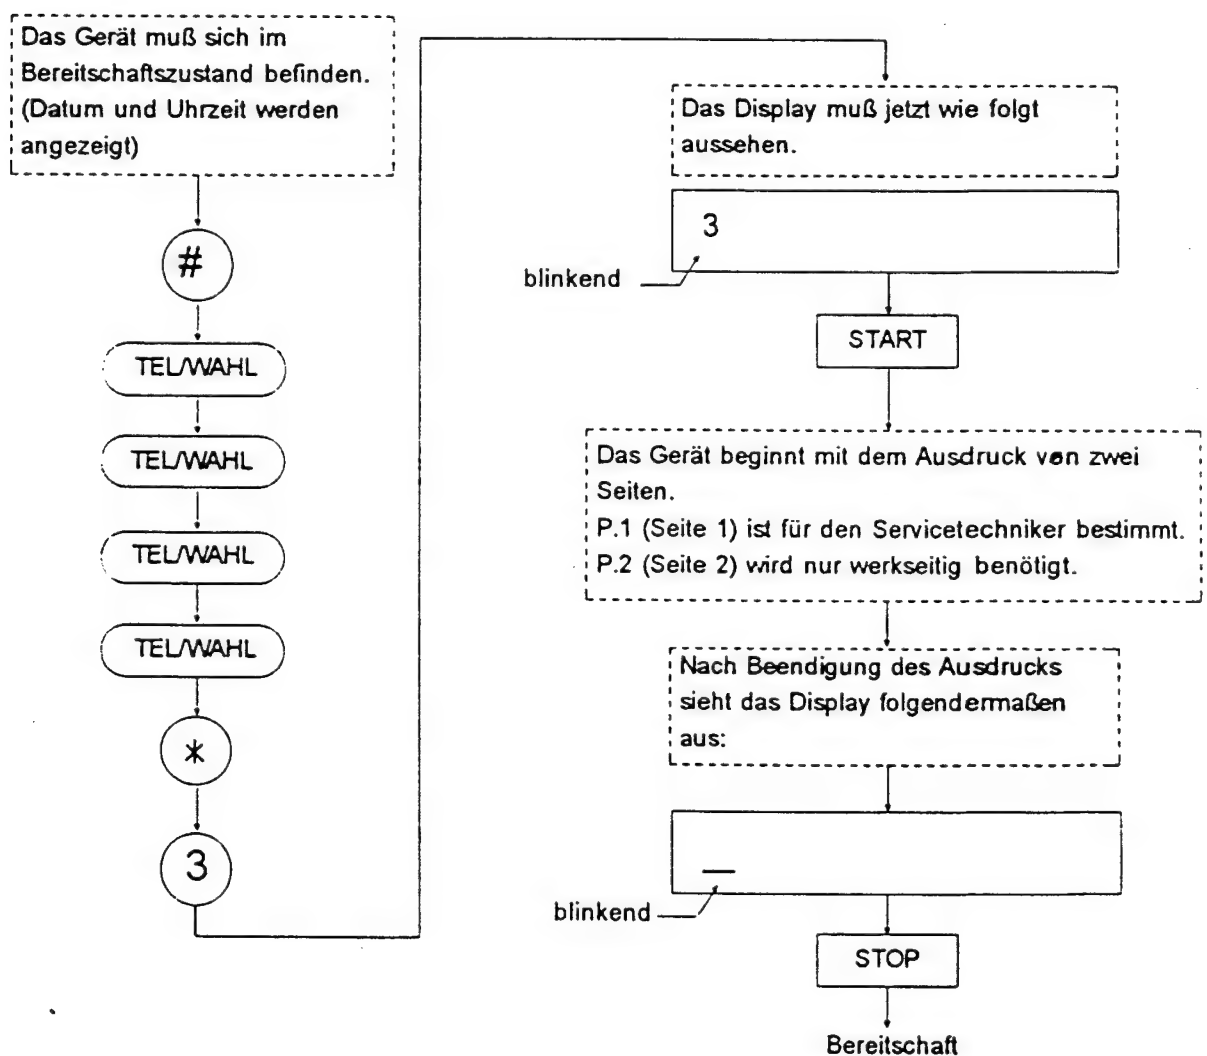 Das Gerät muß sich im
Bereitschaftszustand befinden.
(Datum und Uhrzeit werden
angezeigt)
#
TEL/WAHL
TEL/WAHL
TEL/WAHL
TEL/WAHL
*
3
Das Display muß jetzt wie folgt
aussehen.
3
blinkend
START
Das Gerät beginnt mit dem Ausdruck von zwei
Seiten.
P.1 (Seite 1) ist für den Servicetechniker bestimmt.
P.2 (Seite 2) wird nur werkseitig benötigt.
Nach Beendigung des Ausdrucks
sieht das Display folgendermaßen
aus:
_
blinkend
STOP
Bereitschaft